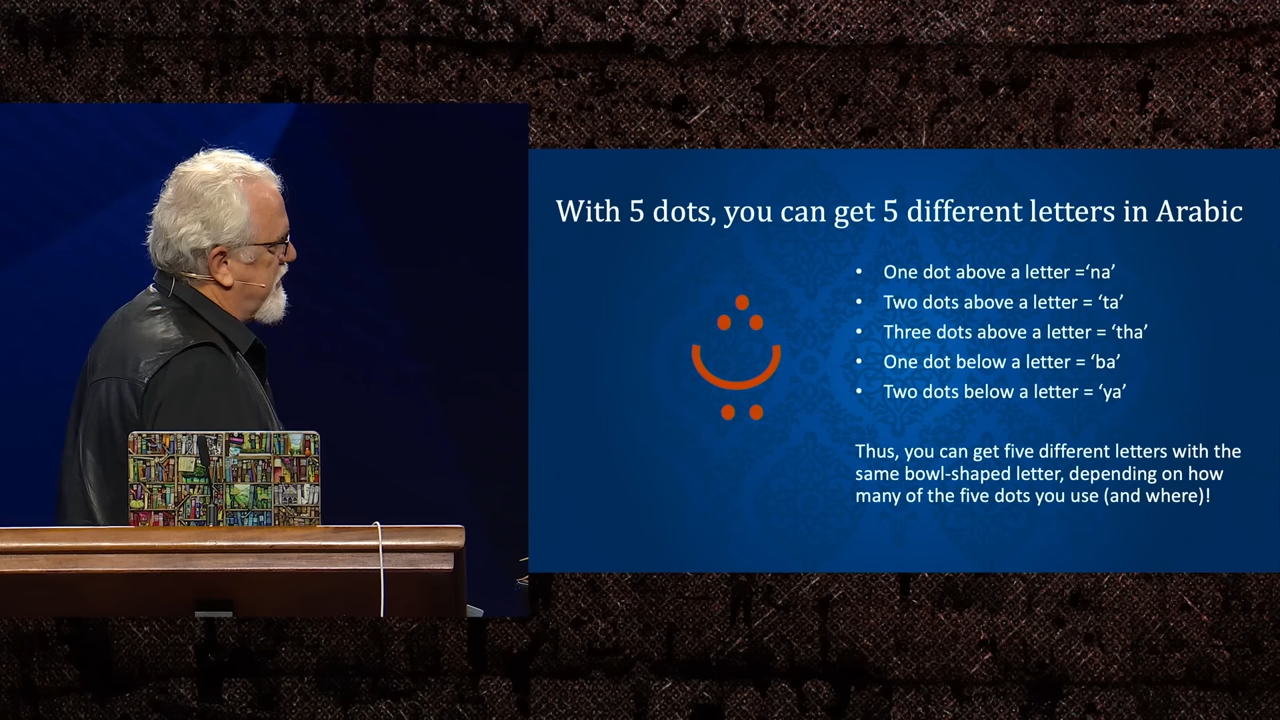 With 5 dots, you can get 5 different letters in Arabic
• One dot above a letter =‘na’
• Two dots above a letter = ‘ta’
• Three dots above a letter = ‘tha’
• One dot below a letter = ‘ba’
• Two dots below a letter = ‘ya’
Thus, you can get five different letters with the
same bowl-shaped letter, depending on how
many of the five dots you use (and where)!